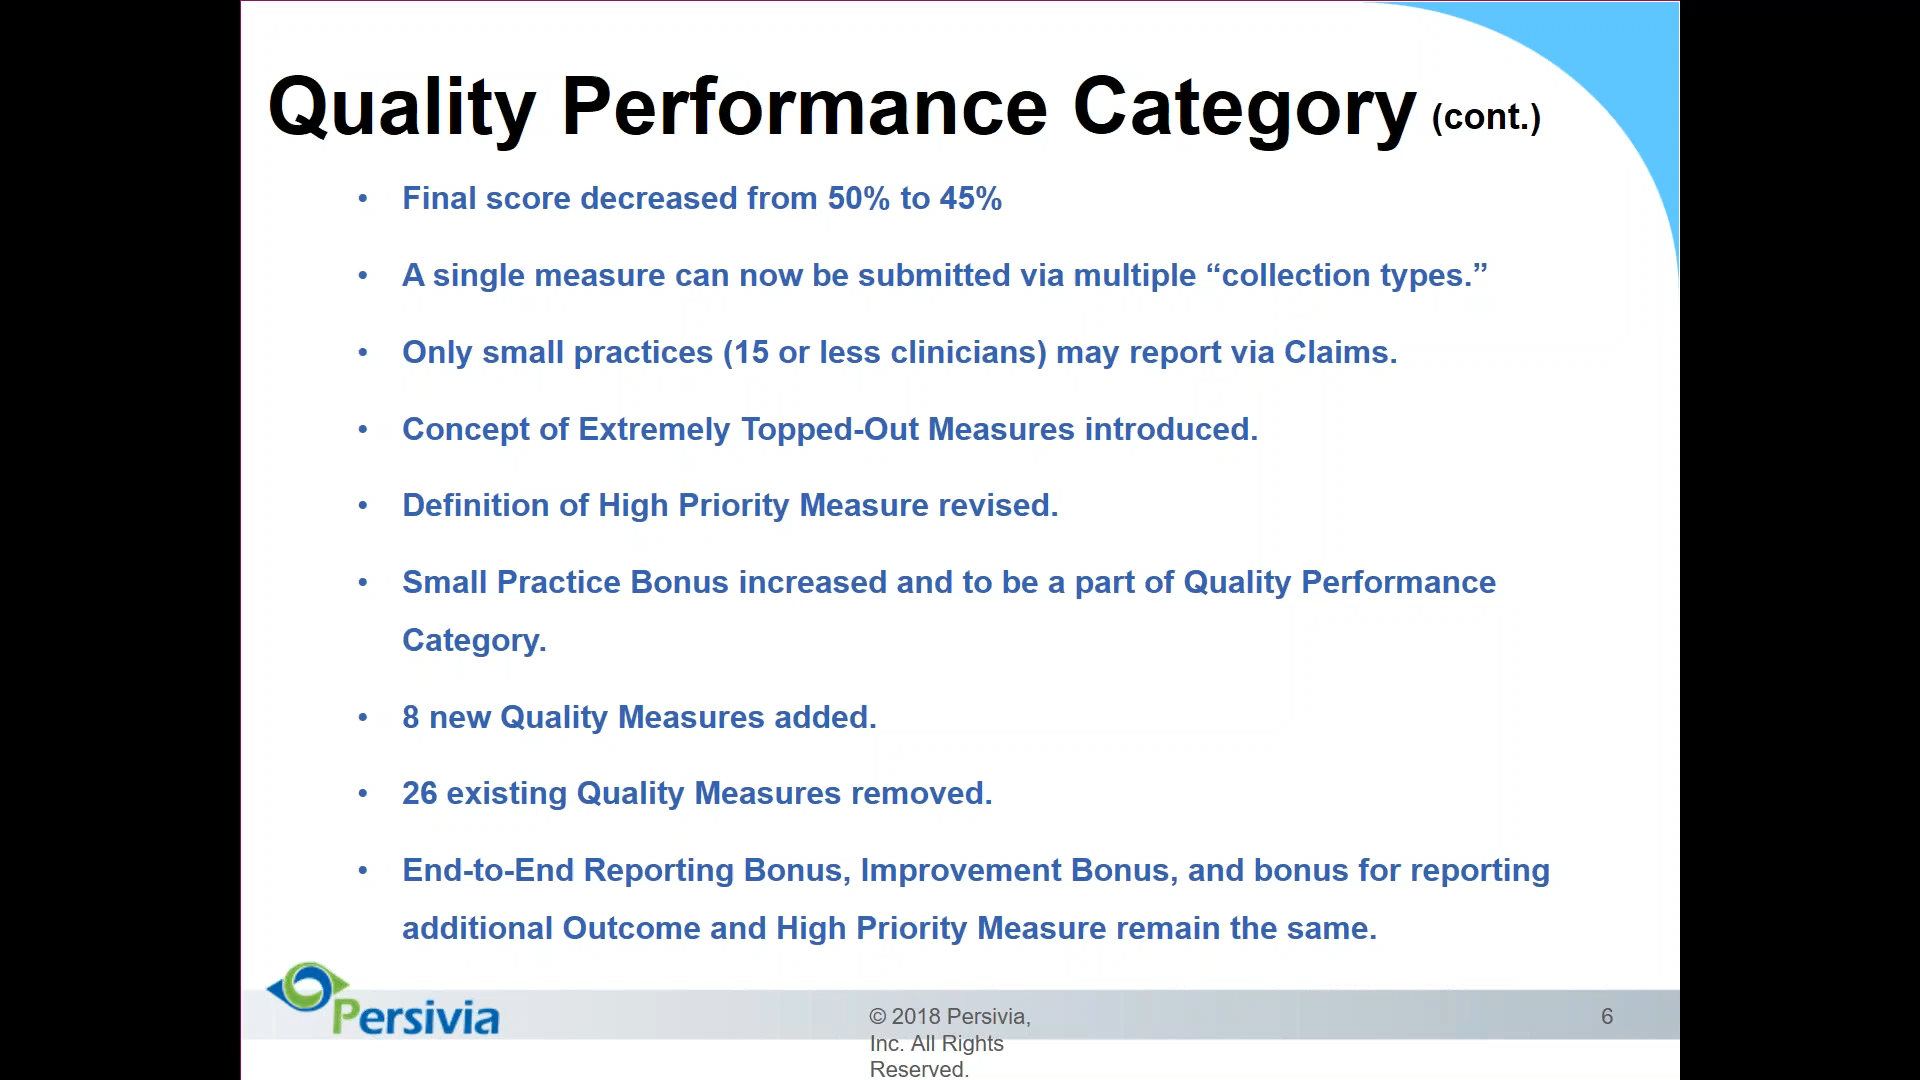 Quality Performance Category (cont.)
• Final score decreased from 50% to 45%
• A single measure can now be submitted via multiple “collection types.”
• Only small practices (15 or less clinicians) may report via Claims.
• Concept of Extremely Topped-Out Measures introduced.
• Definition of High Priority Measure revised.
• Small Practice Bonus increased and to be a part of Quality Performance
Category.
• 8 new Quality Measures added.
• 26 existing Quality Measures removed.
• End-to-End Reporting Bonus, Improvement Bonus, and bonus for reporting
additional Outcome and High Priority Measure remain the same.
Persivia
© 2018 Persivia,
Inc. All Rights
Reserved.
6